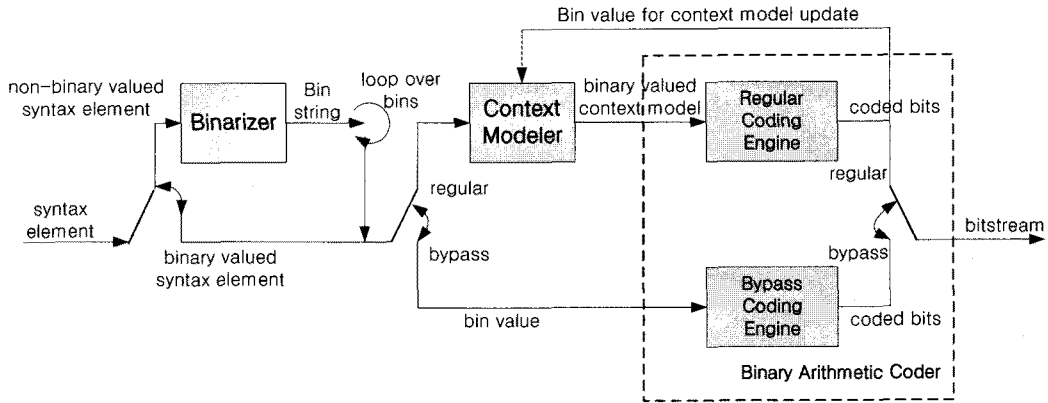 Bin value for context model update
non-binary valued
syntax element
Binarizer
Bin
string
loop over
bins
Context
Modeler
binary valued
context model
Regular
Coding
Engine
coded bits
regular
regular
syntax
element
binary valued
syntax element
bypass
bypass
bitstream
bin value
Bypass
Coding
Engine
coded bits
Binary Arithmetic Coder